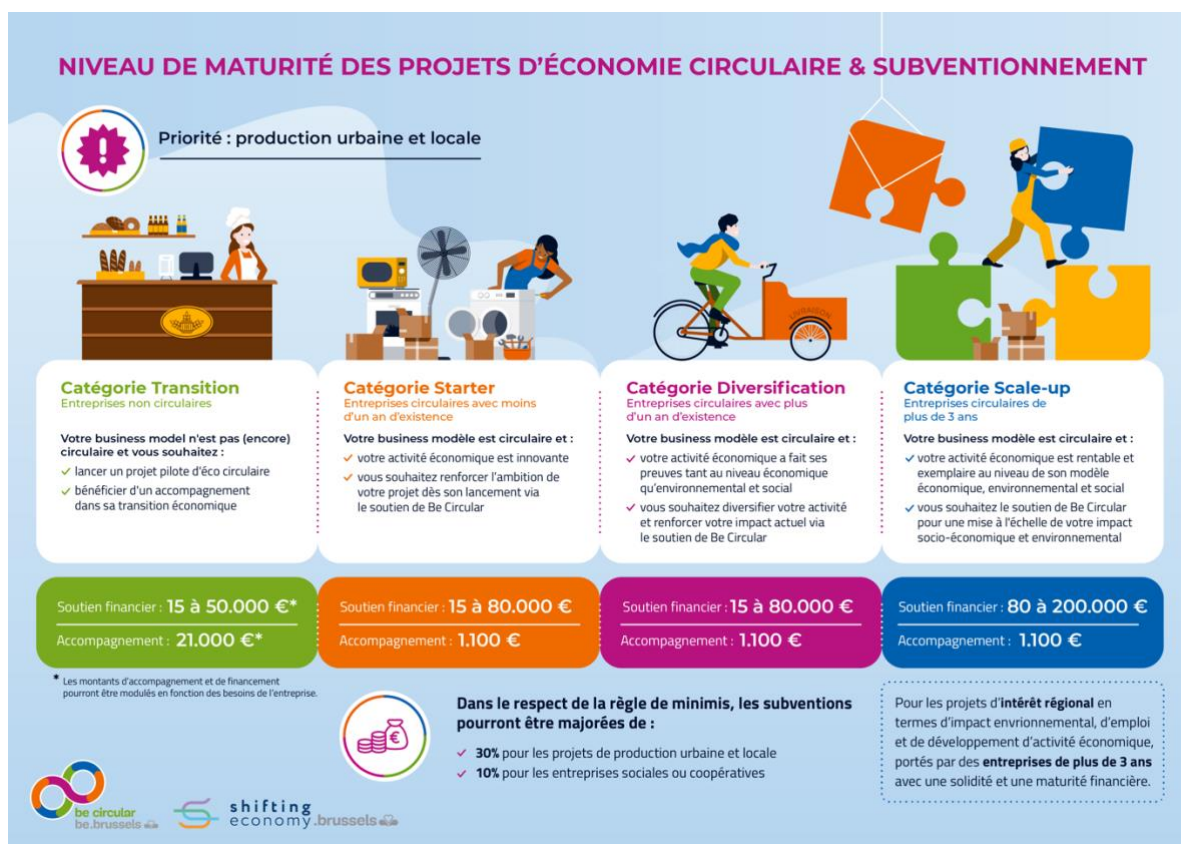 NIVEAU DE MATURITÉ DES PROJETS D'ÉCONOMIE CIRCULAIRE & SUBVENTIONNEMENT
Priorité : production urbaine et locale
LIVRAISON
Catégorie Transition
Entreprises non circulaires
Votre business model n'est pas (encore)
circulaire et vous souhaitez :
lancer un projet pilote d'éco circulaire
bénéficier d'un accompagnement
dans sa transition économique
Soutien financier : 15 à 50.000 €*
Accompagnement : 21.000 €*
* Les montants d'accompagnement et de financement
pourront être modulés en fonction des besoins de l'entreprise.
Catégorie Starter
Entreprises circulaires avec moins
d'un an d'existence
Votre business modèle est circulaire et :
votre activité économique est innovante
vous souhaitez renforcer l'ambition de
votre projet dès son lancement via
le soutien de Be Circular
Soutien financier : 15 à 80.000 €
Accompagnement : 1.100 €
Catégorie Diversification
Entreprises circulaires avec plus
d'un an d'existence
Votre business modèle est circulaire et :
votre activité économique a fait ses
preuves tant au niveau économique
qu'environnemental et social
vous souhaitez diversifier votre activité
et renforcer votre impact actuel via
le soutien de Be Circular
Soutien financier : 15 à 80.000 €
Accompagnement : 1.100 €
Catégorie Scale-up
Entreprises circulaires de
plus de 3 ans
Votre business modèle est circulaire et :
votre activité économique est rentable et
exemplaire au niveau de son modèle
économique, environnemental et social
vous souhaitez le soutien de Be Circular
pour une mise à l'échelle de votre impact
socio-économique et environnemental
Soutien financier : 80 à 200.000 €
Accompagnement : 1.100 €
Dans le respect de la règle de minimis, les subventions
pourront être majorées de :
30% pour les projets de production urbaine et locale
10% pour les entreprises sociales ou coopératives
Pour les projets d'intérêt régional en
termes d'impact envrionnemental, d'emploi
et de développement d'activité économique,
portés par des entreprises de plus de 3 ans
avec une solidité et une maturité financière.
be circular
be.brussels
shifting
economy.brussels